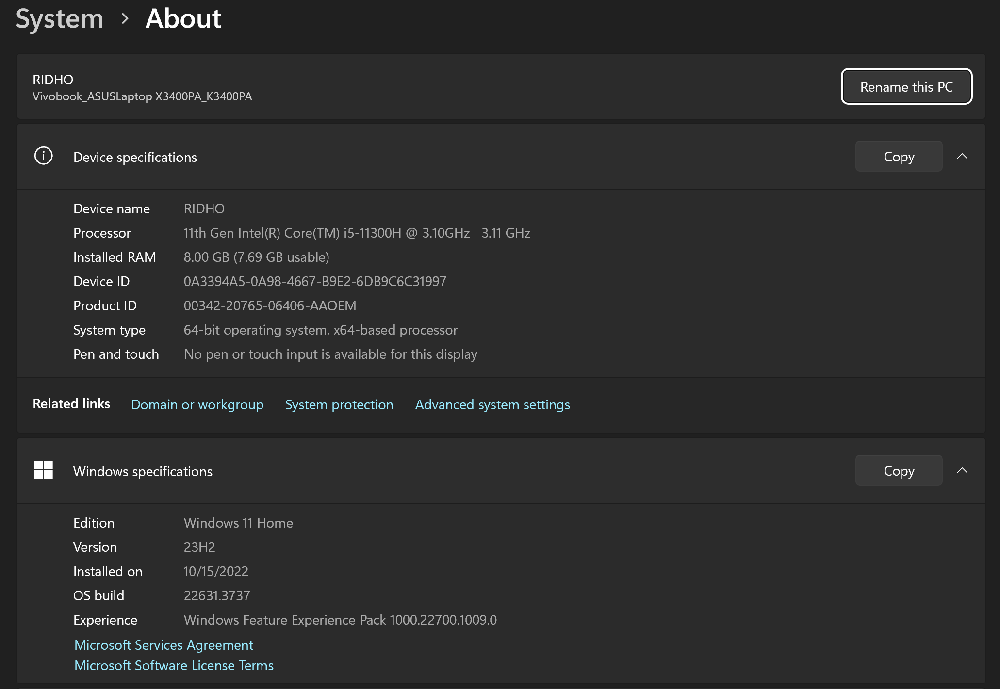 System > About
RIDHO
Vivobook_ASUSLaptop X3400PA_K3400PA
Rename this PC
Device specifications
Copy
Device name RIDHO
Processor 11th Gen Intel(R) Core(TM) i5-11300H @ 3.10GHz 3.11 GHz
Installed RAM 8.00 GB (7.69 GB usable)
Device ID 0A3394A5-0A98-4667-B9E2-6DB9C6C31997
Product ID 00342-20765-06406-AAOEM
System type 64-bit operating system, x64-based processor
Pen and touch No pen or touch input is available for this display
Related links Domain or workgroup System protection Advanced system settings
Windows specifications
Copy
Edition Windows 11 Home
Version 23H2
Installed on 10/15/2022
OS build 22631.3737
Experience Windows Feature Experience Pack 1000.22700.1009.0
Microsoft Services Agreement
Microsoft Software License Terms